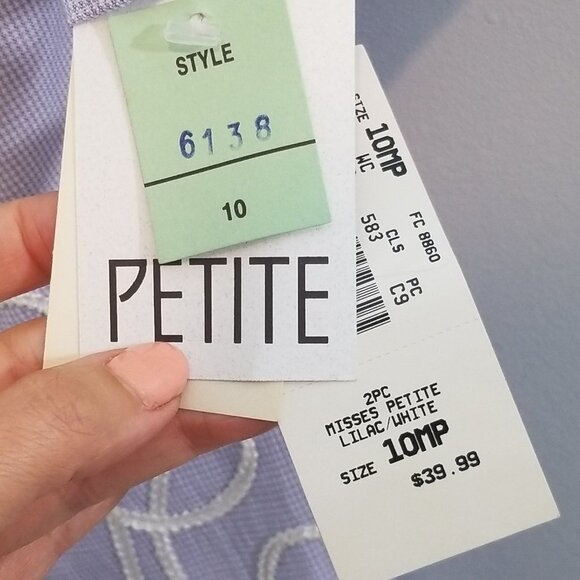 STYLE
6138
10
PETITE
SIZE 10MP
WC
FC 8860
CLS
583
PC
C9
2PC
MISSES PETITE
LILAC/WHITE
SIZE 10MP
$39.99